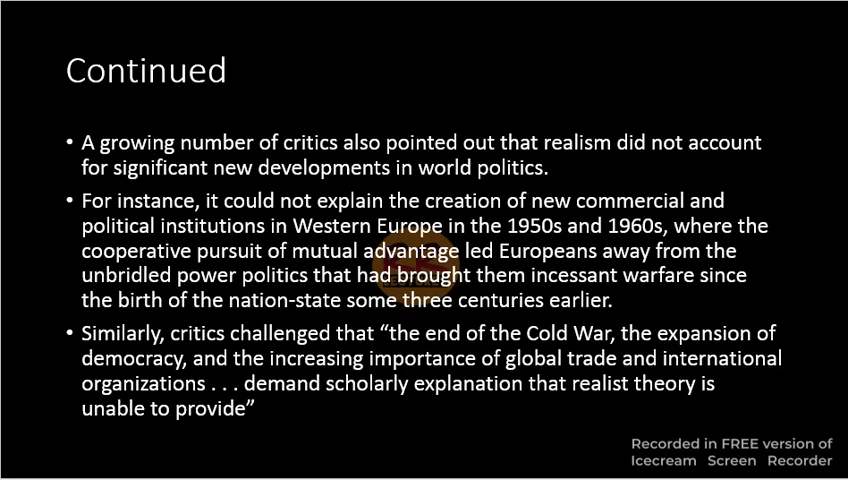 Continued
• A growing number of critics also pointed out that realism did not account
for significant new developments in world politics.
• For instance, it could not explain the creation of new commercial and
political institutions in Western Europe in the 1950s and 1960s, where the
cooperative pursuit of mutual advantage led Europeans away from the
unbridled power politics that had brought them incessant warfare since
the birth of the nation-state some three centuries earlier.
• Similarly, critics challenged that “the end of the Cold War, the expansion of
democracy, and the increasing importance of global trade and international
organizations . . . demand scholarly explanation that realist theory is
unable to provide”
Recorded in FREE version of
Icecream Screen Recorder